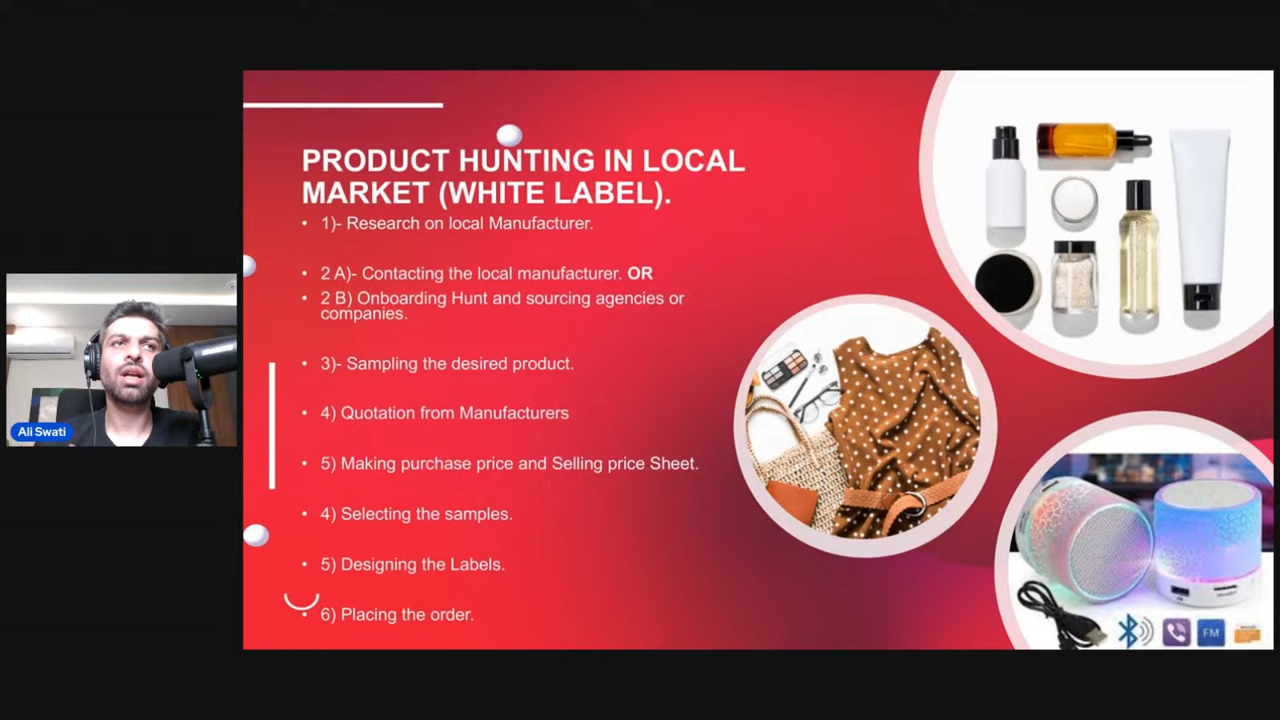 PRODUCT HUNTING IN LOCAL
MARKET (WHITE LABEL).
• 1)- Research on local Manufacturer.
• 2 A)- Contacting the local manufacturer. OR
• 2 B) Onboarding Hunt and sourcing agencies or
companies.
• 3)- Sampling the desired product.
• 4) Quotation from Manufacturers
• 5) Making purchase price and Selling price Sheet.
• 4) Selecting the samples.
• 5) Designing the Labels.
• 6) Placing the order.
Ali Swati
FM